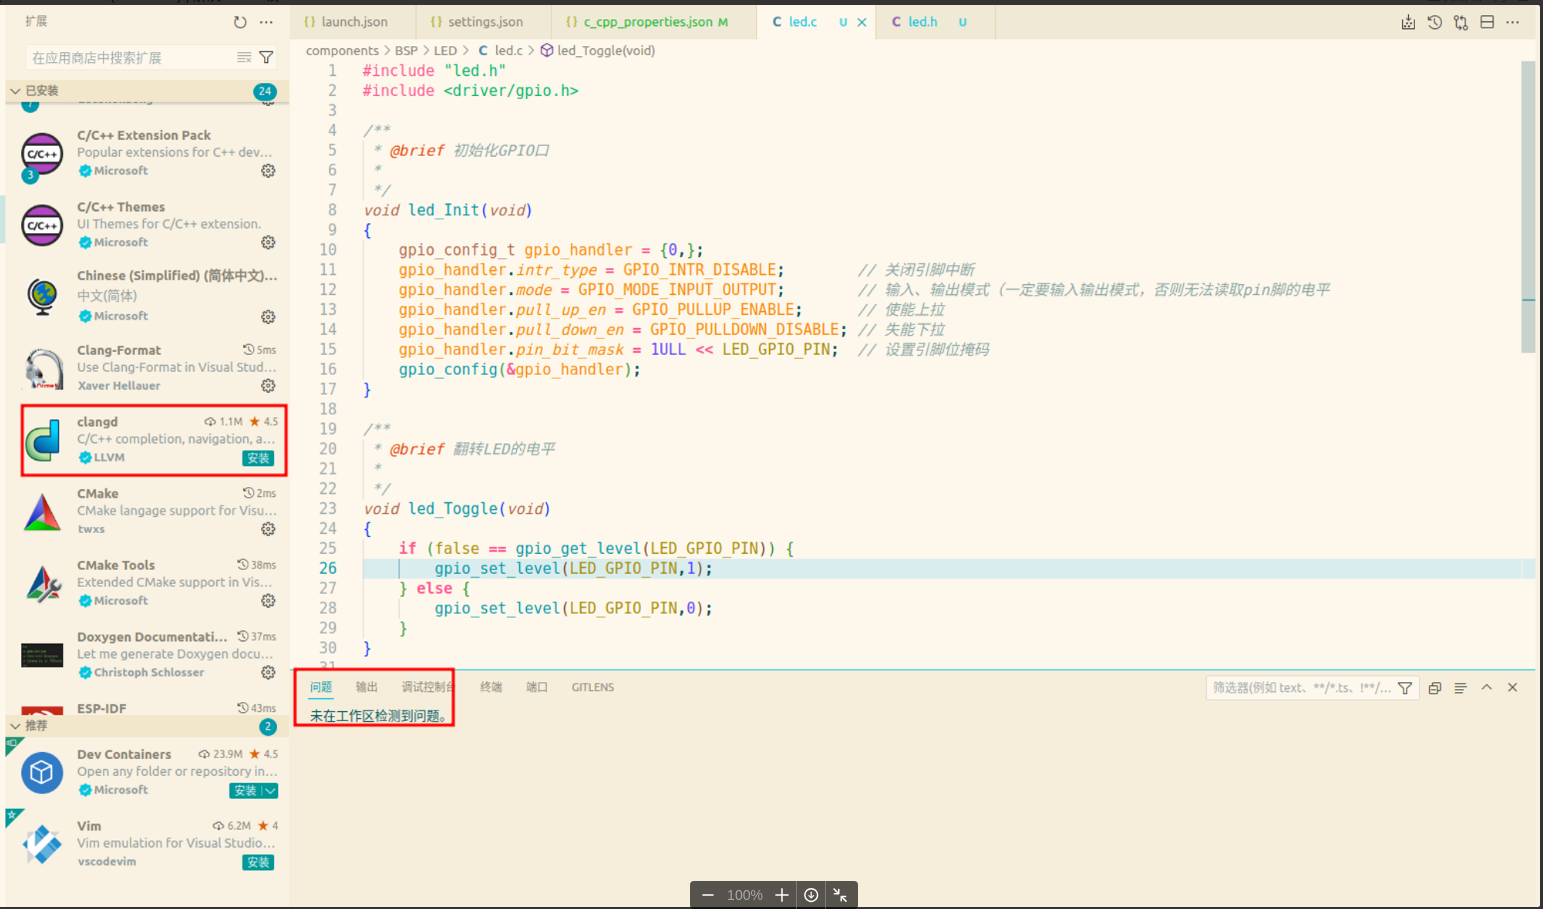 扩展
在应用商店中搜索扩展
已安装
24
7
C/C++ Extension Pack
Popular extensions for C++ dev...
Microsoft
C/C++
3
C/C++ Themes
UI Themes for C/C++ extension.
Microsoft
C/C++
Chinese (Simplified) (简体中文)...
中文(简体)
Microsoft
Clang-Format 5ms
Use Clang-Format in Visual Stud...
Xaver Hellauer
clangd 1.1M 4.5
C/C++ completion, navigation, a...
LLVM 安装
CMake 2ms
CMake langage support for Visu...
twxs
CMake Tools 38ms
Extended CMake support in Vis...
Microsoft
Doxygen Documentati... 37ms
Let me generate Doxygen docu...
Christoph Schlosser
ESP-IDF 43ms
推荐
2
Dev Containers 23.9M 4.5
Open any folder or repository in...
Microsoft 安装
Vim 6.2M 4
Vim emulation for Visual Studio...
vscodevim 安装
{} launch.json {} settings.json {} c_cpp_properties.json M C led.c U C led.h U
components > BSP > LED > C led.c > led_Toggle(void)
1 #include "led.h"
2 #include <driver/gpio.h>
3
4 /**
5 * @brief 初始化GPIO口
6 *
7 */
8 void led_Init(void)
9 {
10 gpio_config_t gpio_handler = {0,};
11 gpio_handler.intr_type = GPIO_INTR_DISABLE; // 关闭引脚中断
12 gpio_handler.mode = GPIO_MODE_INPUT_OUTPUT; // 输入、输出模式（一定要输入输出模式，否则无法读取pin脚的电平
13 gpio_handler.pull_up_en = GPIO_PULLUP_ENABLE; // 使能上拉
14 gpio_handler.pull_down_en = GPIO_PULLDOWN_DISABLE; // 失能下拉
15 gpio_handler.pin_bit_mask = 1ULL << LED_GPIO_PIN; // 设置引脚位掩码
16 gpio_config(&gpio_handler);
17 }
18
19 /**
20 * @brief 翻转LED的电平
21 *
22 */
23 void led_Toggle(void)
24 {
25 if (false == gpio_get_level(LED_GPIO_PIN)) {
26 gpio_set_level(LED_GPIO_PIN,1);
27 } else {
28 gpio_set_level(LED_GPIO_PIN,0);
29 }
30 }
31
问题 输出 调试控制台 终端 端口 GITLENS
筛选器(例如 text、**/*.ts、!**/...
未在工作区检测到问题。
100%